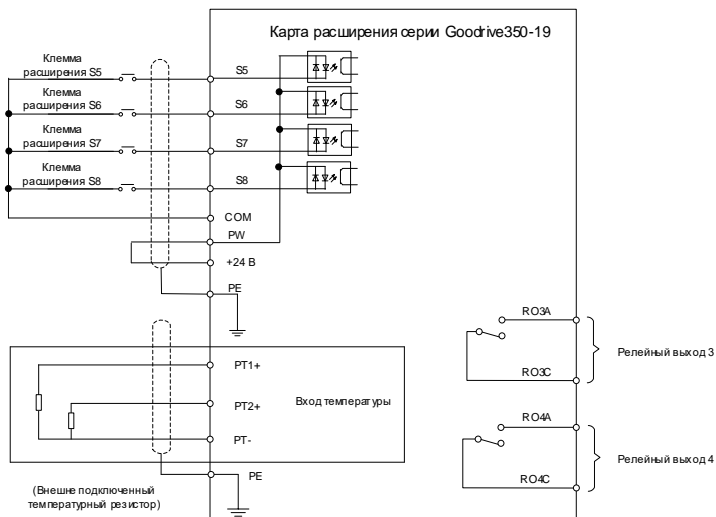 Карта расширения серии Goodrive350-19
Клемма
расширения S5
S5
Клемма
расширения S6
S6
Клемма
расширения S7
S7
Клемма
расширения S8
S8
COM
PW
+24 В
PE
RO3A
Релейный выход 3
RO3C
PT1+
PT2+
Вход температуры
PT-
RO4A
Релейный выход 4
RO4C
PE
(Внешне подключенный
температурный резистор)